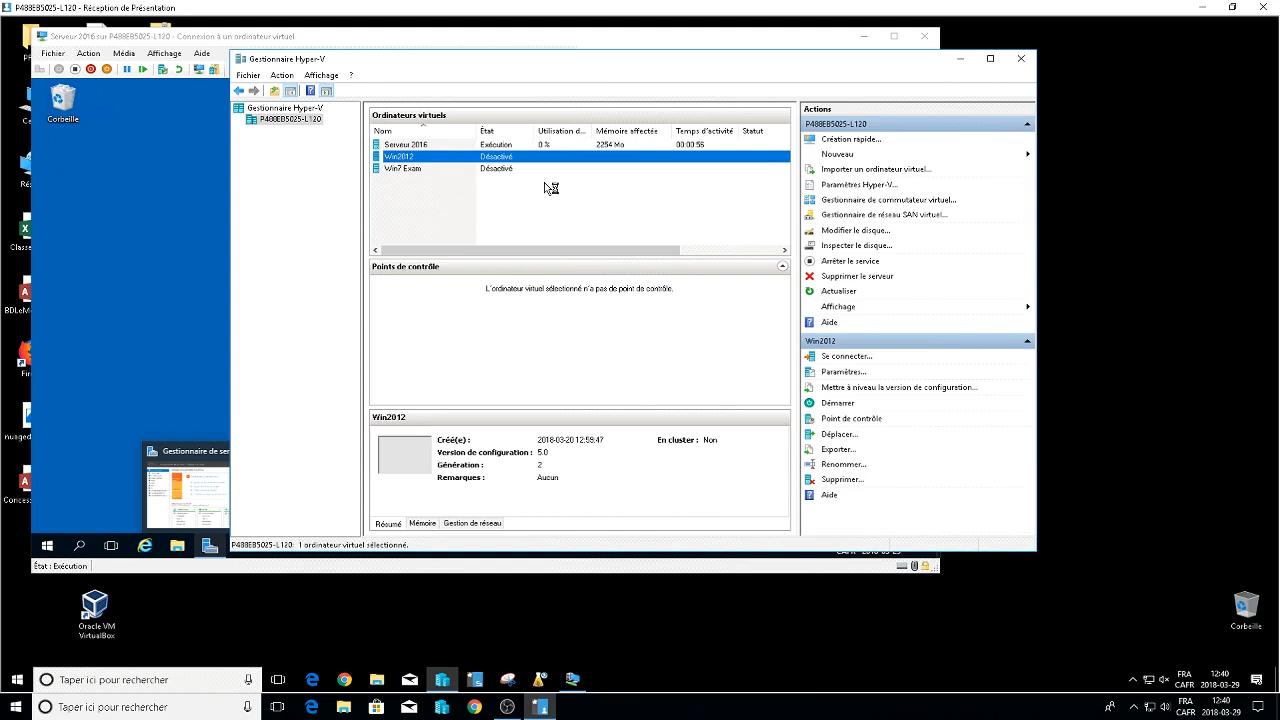 P488EB5025-L120 - Réception de Présentation
Serveur 2016 sur P488EB5025-L120 - Connexion à un ordinateur virtuel
Fichier Action Média Affichage Aide
Corbeille
Gestionnaire Hyper-V
Fichier Action Affichage ?
Gestionnaire Hyper-V
P488EB5025-L120
Ordinateurs virtuels
Nom État Utilisation d... Mémoire affectée Temps d'activité Statut
Serveur 2016 Exécution 0 % 2254 Mo 00:00:56
Win2012 Désactivé
Win7 Exam Désactivé
Points de contrôle
L'ordinateur virtuel sélectionné n'a pas de point de contrôle.
Win2012
Créé(e) : 2018-03-20 12:59:47 En cluster : Non
Version de configuration : 5.0
Génération : 2
Remarques : Aucun
Résumé Mémoire Gestion de réseau
P488EB5025-L120: 1 ordinateur virtuel sélectionné.
Actions
P488EB5025-L120
Création rapide...
Nouveau
Importer un ordinateur virtuel...
Paramètres Hyper-V...
Gestionnaire de commutateur virtuel...
Gestionnaire de réseau SAN virtuel...
Modifier le disque...
Inspecter le disque...
Arrêter le service
Supprimer le serveur
Actualiser
Affichage
Aide
Win2012
Se connecter...
Paramètres...
Mettre à niveau la version de configuration...
Démarrer
Point de contrôle
Déplacer...
Exporter...
Renommer...
Supprimer...
Aide
Classe
BDLeM
Fire
nuaged
Conces
Gestionnaire de ser
CAFR 2018-03-29
État : Exécution
Oracle VM
VirtualBox
Corbeille
Taper ici pour rechercher
FRA 12:40
CAFR 2018-03-29
Taper ici pour rechercher
FRA 12:40
CAFR 2018-03-29